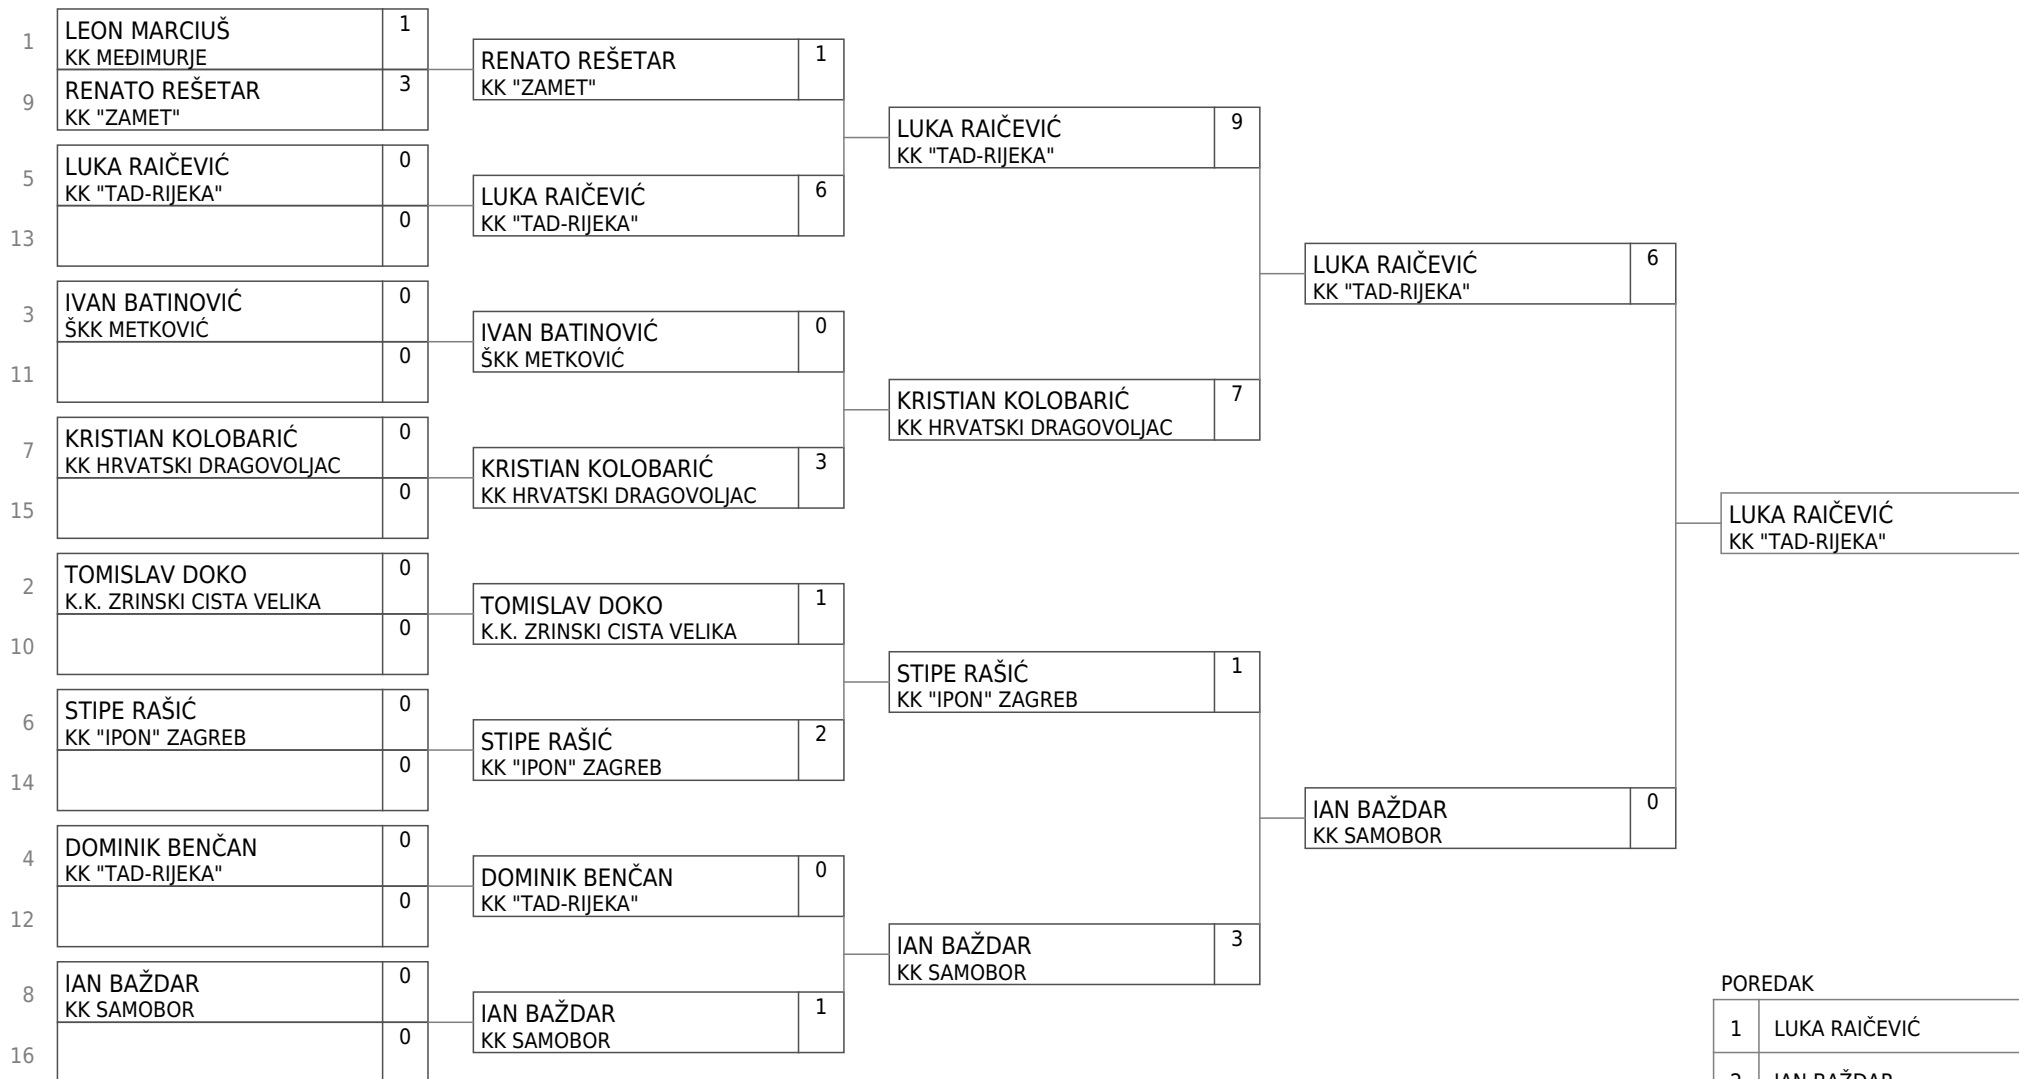 1
LEON MARCIUŠ
KK MEĐIMURJE
1
9
RENATO REŠETAR
KK "ZAMET"
3
5
LUKA RAIČEVIĆ
KK "TAD-RIJEKA"
0
13
0
3
IVAN BATINOVIĆ
ŠKK METKOVIĆ
0
11
0
7
KRISTIAN KOLOBARIĆ
KK HRVATSKI DRAGOVOLJAC
0
15
0
2
TOMISLAV DOKO
K.K. ZRINSKI CISTA VELIKA
0
10
0
6
STIPE RAŠIĆ
KK "IPON" ZAGREB
0
14
0
4
DOMINIK BENČAN
KK "TAD-RIJEKA"
0
12
0
8
IAN BAŽDAR
KK SAMOBOR
0
16
0
RENATO REŠETAR
KK "ZAMET"
1
LUKA RAIČEVIĆ
KK "TAD-RIJEKA"
6
IVAN BATINOVIĆ
ŠKK METKOVIĆ
0
KRISTIAN KOLOBARIĆ
KK HRVATSKI DRAGOVOLJAC
3
TOMISLAV DOKO
K.K. ZRINSKI CISTA VELIKA
1
STIPE RAŠIĆ
KK "IPON" ZAGREB
2
DOMINIK BENČAN
KK "TAD-RIJEKA"
0
IAN BAŽDAR
KK SAMOBOR
1
LUKA RAIČEVIĆ
KK "TAD-RIJEKA"
9
KRISTIAN KOLOBARIĆ
KK HRVATSKI DRAGOVOLJAC
7
STIPE RAŠIĆ
KK "IPON" ZAGREB
1
IAN BAŽDAR
KK SAMOBOR
3
LUKA RAIČEVIĆ
KK "TAD-RIJEKA"
6
IAN BAŽDAR
KK SAMOBOR
0
LUKA RAIČEVIĆ
KK "TAD-RIJEKA"
POREDAK
1 LUKA RAIČEVIĆ
2 IAN BAŽDAR